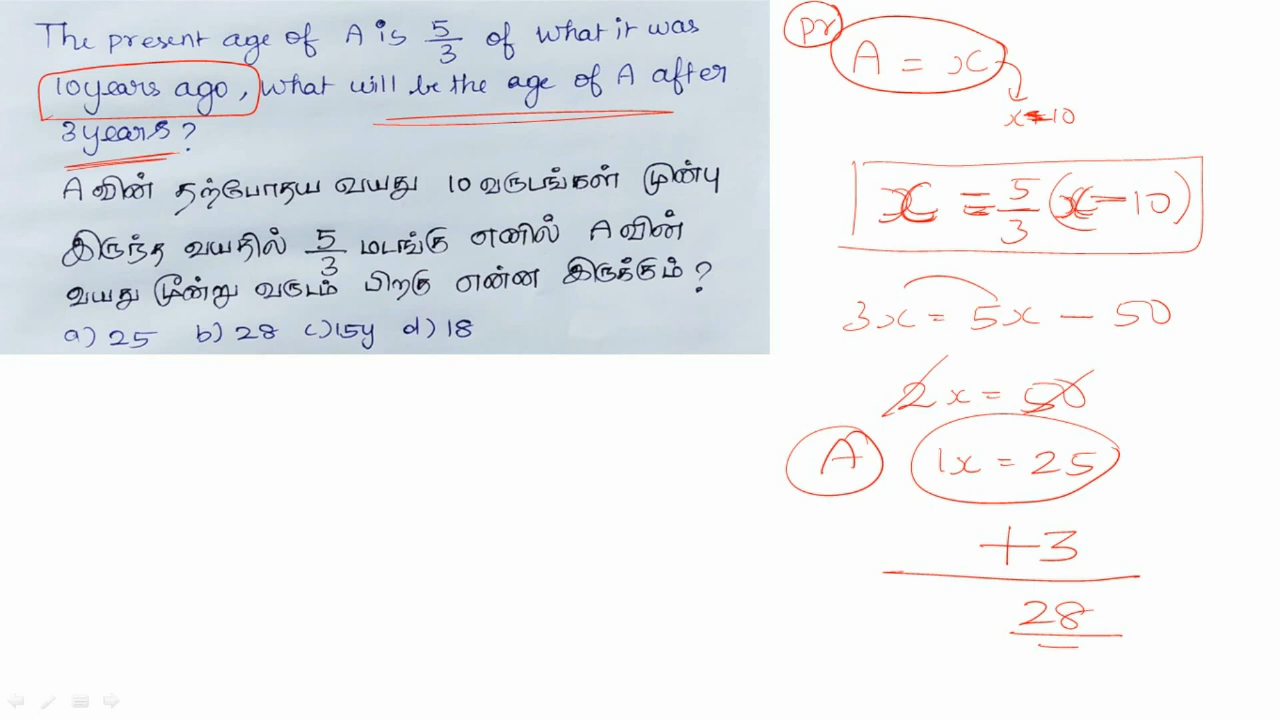 The present age of A is 5/3 of what it was
10 years ago, what will be the age of A after
3 years?
A வின் தற்போதய வயது 10 வருடங்கள் முன்பு
இருந்த வயதில் 5/3 மடங்கு எனில் A வின்
வயது மூன்று வருடம் பிறகு என்ன இருக்கும்?
a) 25 b) 28 c) 15y d) 18
pr A = x
x-10
x = 5/3 (x-10)
3x = 5x - 50
2x = 50
A 1x = 25
+3
28